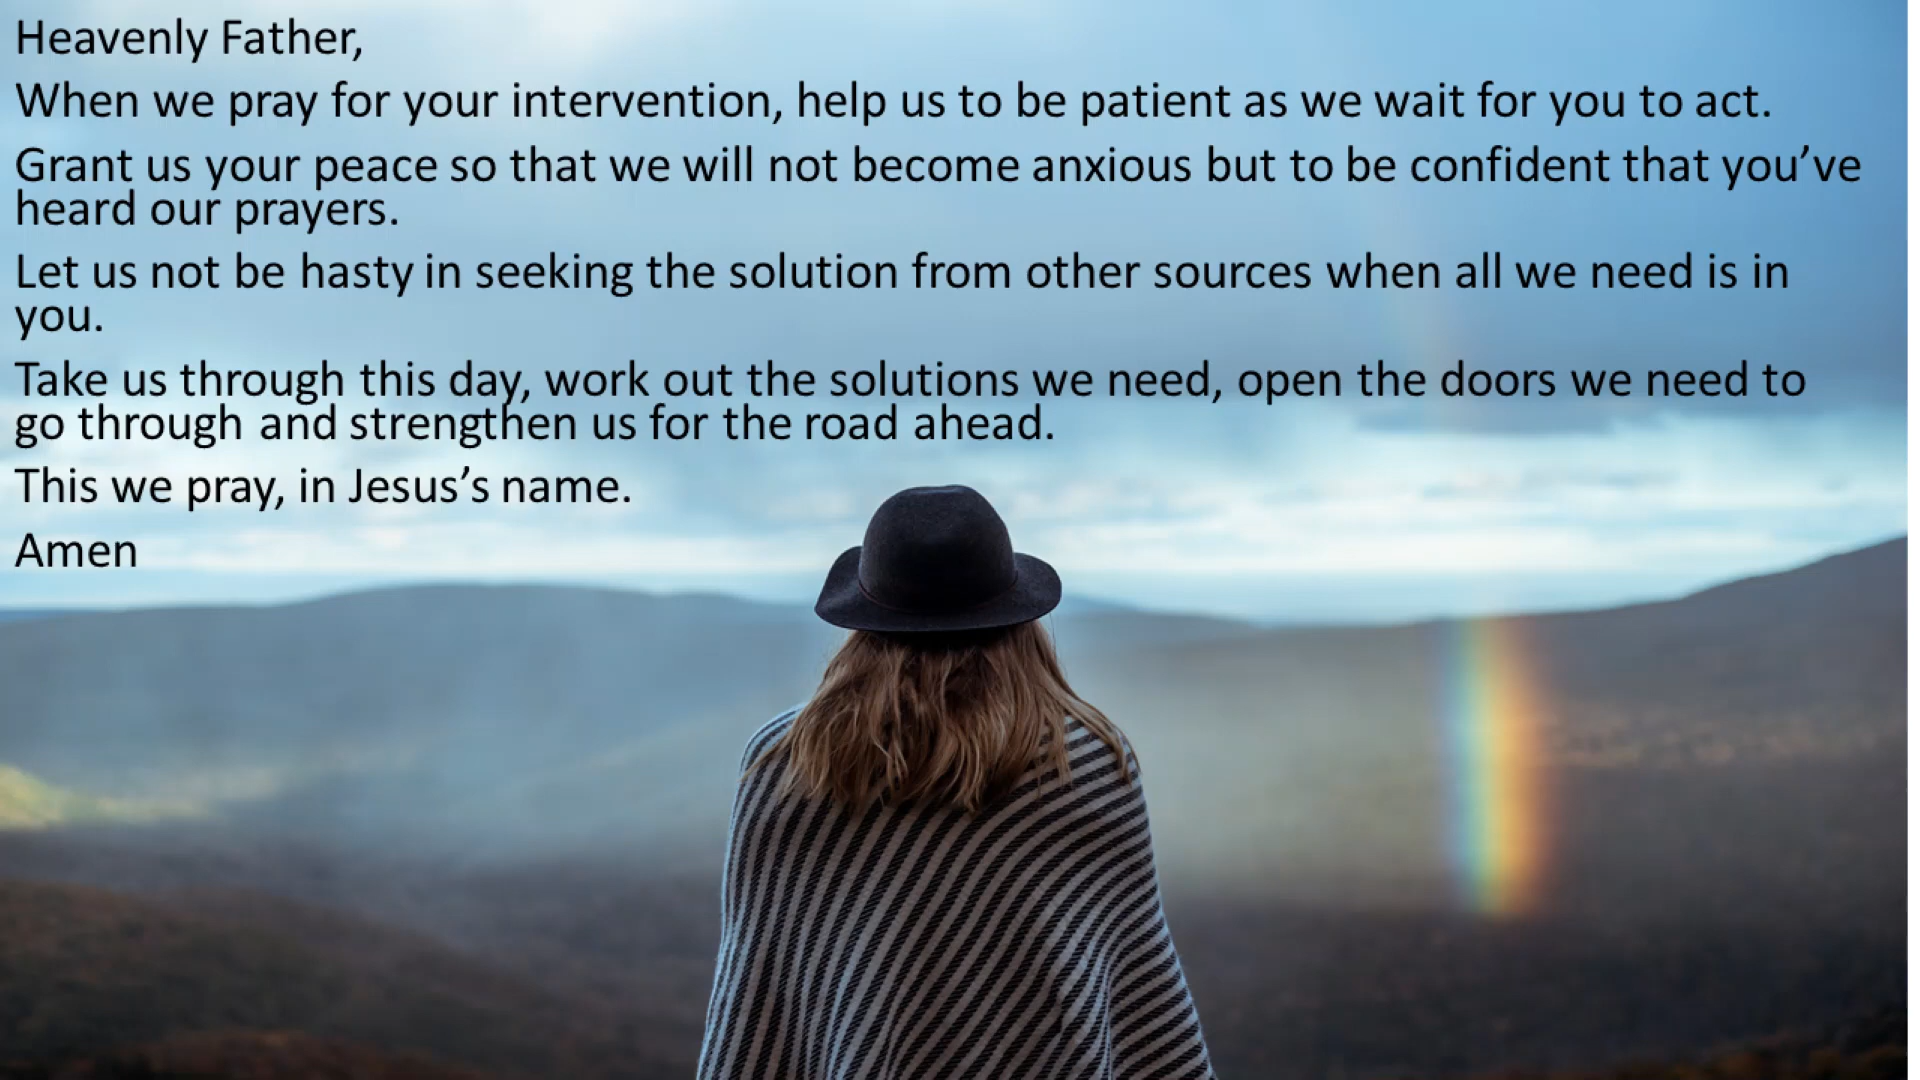 Heavenly Father,
When we pray for your intervention, help us to be patient as we wait for you to act.
Grant us your peace so that we will not become anxious but to be confident that you’ve
heard our prayers.
Let us not be hasty in seeking the solution from other sources when all we need is in
you.
Take us through this day, work out the solutions we need, open the doors we need to
go through and strengthen us for the road ahead.
This we pray, in Jesus’s name.
Amen